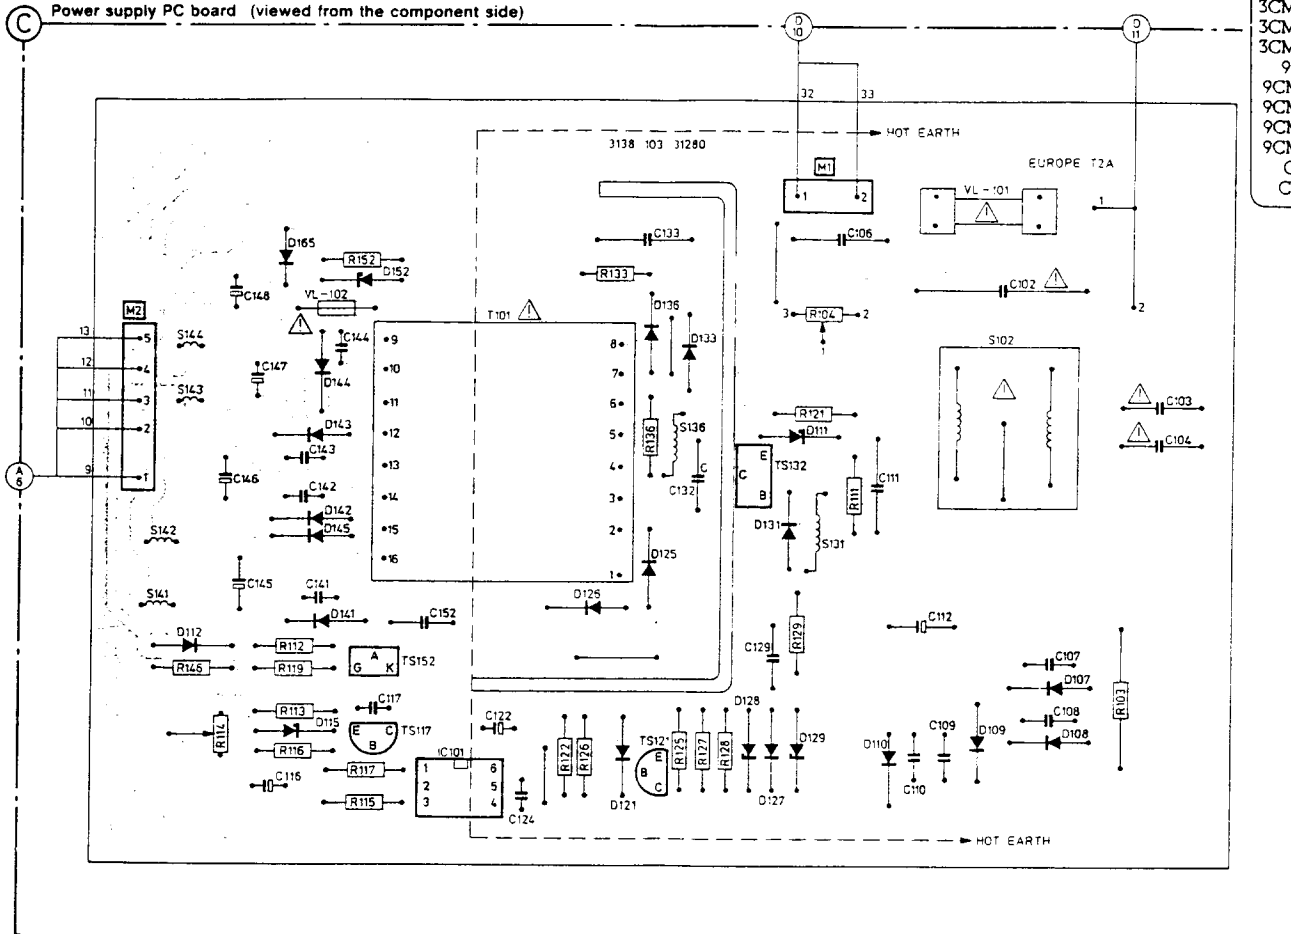 C Power supply PC board (viewed from the component side)
D 10
D 11
3CM
3CM
3CM
9
9CM
9CM
9CM
9CM
C
C
32 33
HOT EARTH
3138 103 31280
M1
1 2
EUROPE T2A
VL-101
1
2
D165
R152
D152
C133
C106
R133
C148
VL-102
C102
M2
T101
D136
3 R104 2
1
D133
S144
C144
S102
13 5
12 4
11 3
10 2
9 1
A 6
C147
D144
S143
9
10
11
12
13
14
15
16
8
7
6
5
4
3
2
1
R136
S136
R121
D111
C103
C104
D143
C143
C146
C142
D142
D145
C
C132
E
C
B
TS132
R111
C111
D131
S131
S142
D125
C145
S141
C141
D141
C152
D126
R129
C129
C112
D112
R112
R146
R119
A
G K
TS152
C107
D107
R103
C108
D108
C117
R113
D115
R114
R116
E C
B
TS117
C122
D128
IC101
R117
C116
R115
1 6
2 5
3 4
C124
R122
R126
D121
TS121
E
B
C
R125
R127
R128
D127
D129
D110
C110
C109
D109
HOT EARTH